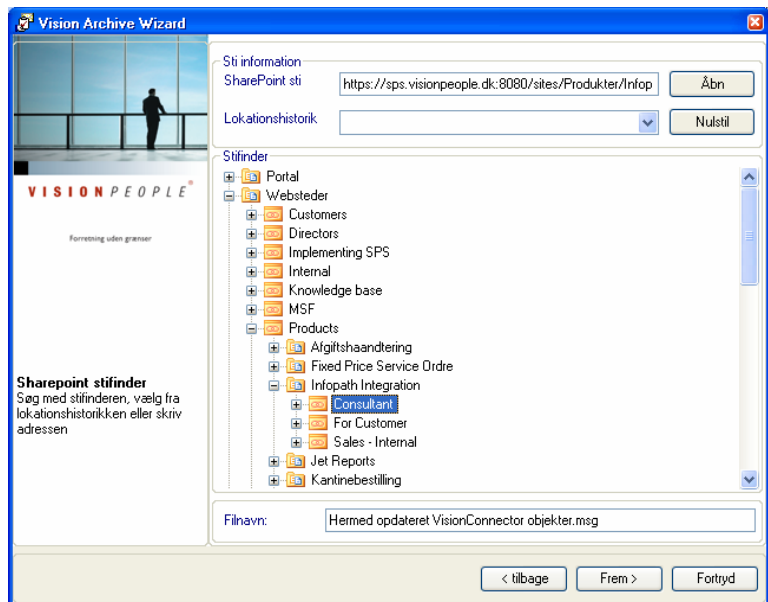 Vision Archive Wizard
Sti information
SharePoint sti
https://sps.visionpeople.dk:8080/sites/Produkter/Infop
Åbn
Lokationshistorik
Nulstil
VISIONPEOPLE®
Forretning uden grænser
Sharepoint stifinder
Søg med stifinderen, vælg fra
lokationshistorikken eller skriv
adressen
Stifinder
Portal
Websteder
Customers
Directors
Implementing SPS
Internal
Knowledge base
MSF
Products
Afgiftshaandtering
Fixed Price Service Ordre
Infopath Integration
Consultant
For Customer
Sales - Internal
Jet Reports
Kantinebestilling
Filnavn:
Hermed opdateret VisionConnector objekter.msg
< tilbage
Frem >
Fortryd